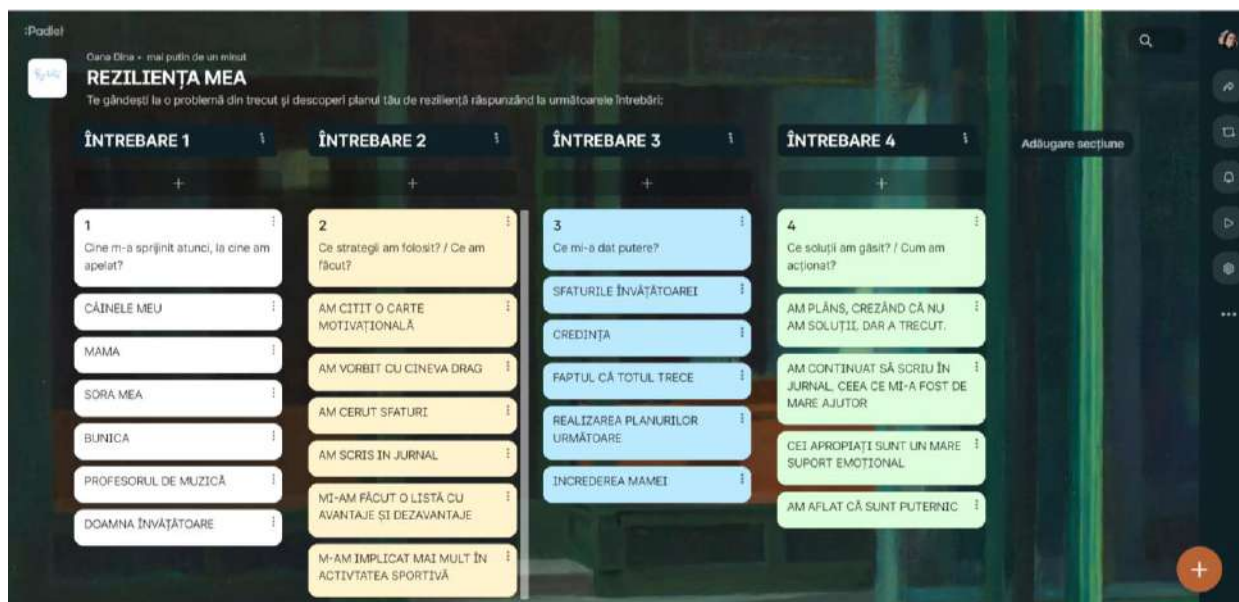 :Padlet
Oana Dina • mai puțin de un minut
REZILIENȚA MEA
Te gândești la o problemă din trecut și descoperi planul tău de reziliență răspunzând la următoarele întrebări:
ÎNTREBARE 1
1
Cine m-a sprijinit atunci, la cine am
apelat?
CÂINELE MEU
MAMA
SORA MEA
BUNICA
PROFESORUL DE MUZICĂ
DOAMNA ÎNVĂȚĂTOARE
ÎNTREBARE 2
2
Ce strategii am folosit? / Ce am
făcut?
AM CITIT O CARTE
MOTIVAȚIONALĂ
AM VORBIT CU CINEVA DRAG
AM CERUT SFATURI
AM SCRIS IN JURNAL
MI-AM FĂCUT O LISTĂ CU
AVANTAJE ȘI DEZAVANTAJE
M-AM IMPLICAT MAI MULT ÎN
ACTIVTATEA SPORTIVĂ
ÎNTREBARE 3
3
Ce mi-a dat putere?
SFATURILE ÎNVĂȚĂTOAREI
CREDINȚA
FAPTUL CĂ TOTUL TRECE
REALIZAREA PLANURILOR
URMĂTOARE
INCREDEREA MAMEI
ÎNTREBARE 4
4
Ce soluții am găsit? / Cum am
acționat?
AM PLÂNS, CREZÂND CĂ NU
AM SOLUȚII, DAR A TRECUT.
AM CONTINUAT SĂ SCRIU ÎN
JURNAL, CEEA CE MI-A FOST DE
MARE AJUTOR
CEI APROPIAȚI SUNT UN MARE
SUPORT EMOȚIONAL
AM AFLAT CĂ SUNT PUTERNIC
Adăugare secțiune